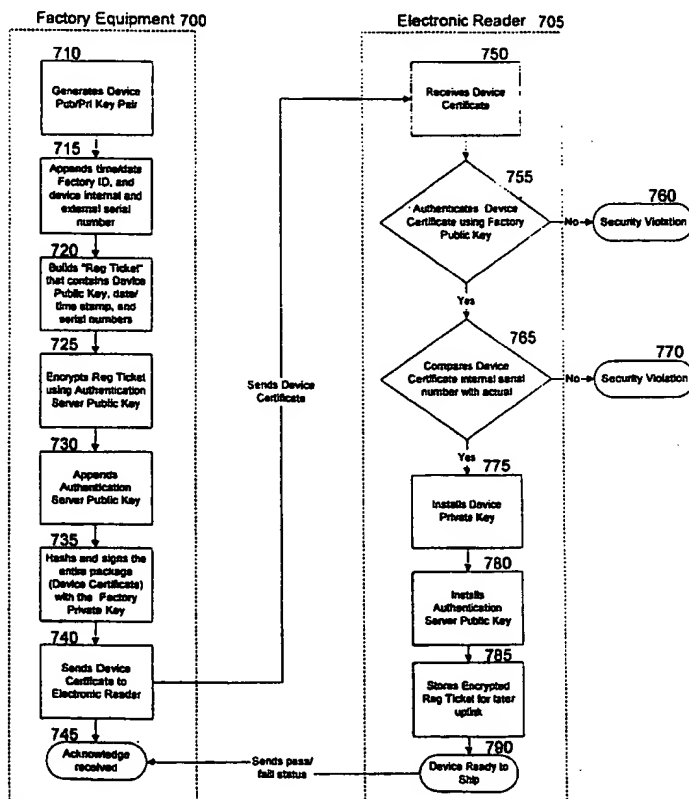 Factory Equipment 700
710
Generates Device
Pub/Pri Key Pair
715
Appends time/date
Factory ID, and
device internal and
external serial
number
720
Builds "Reg Ticket"
that contains Device
Public Key, date/
time stamp, and
serial numbers
725
Encrypts Reg Ticket
using Authentication
Server Public Key
730
Appends
Authentication
Server Public Key
735
Hashs and signs the
entire package
(Device Certificate)
with the Factory
Private Key
740
Sends Device
Certificate to
Electronic Reader
745
Acknowledge
received
Sends Device
Certificate
Sends pass/
fail status
Electronic Reader 705
750
Receives Device
Certificate
755
Authenticates Device
Certificate using Factory
Public Key
No
760
Security Violation
Yes
765
Compares Device
Certificate internal serial
number with actual
No
770
Security Violation
Yes
775
Installs Device
Private Key
780
Installs
Authentication
Server Public Key
785
Stores Encrypted
Reg Ticket for later
uplink
790
Device Ready to
Ship